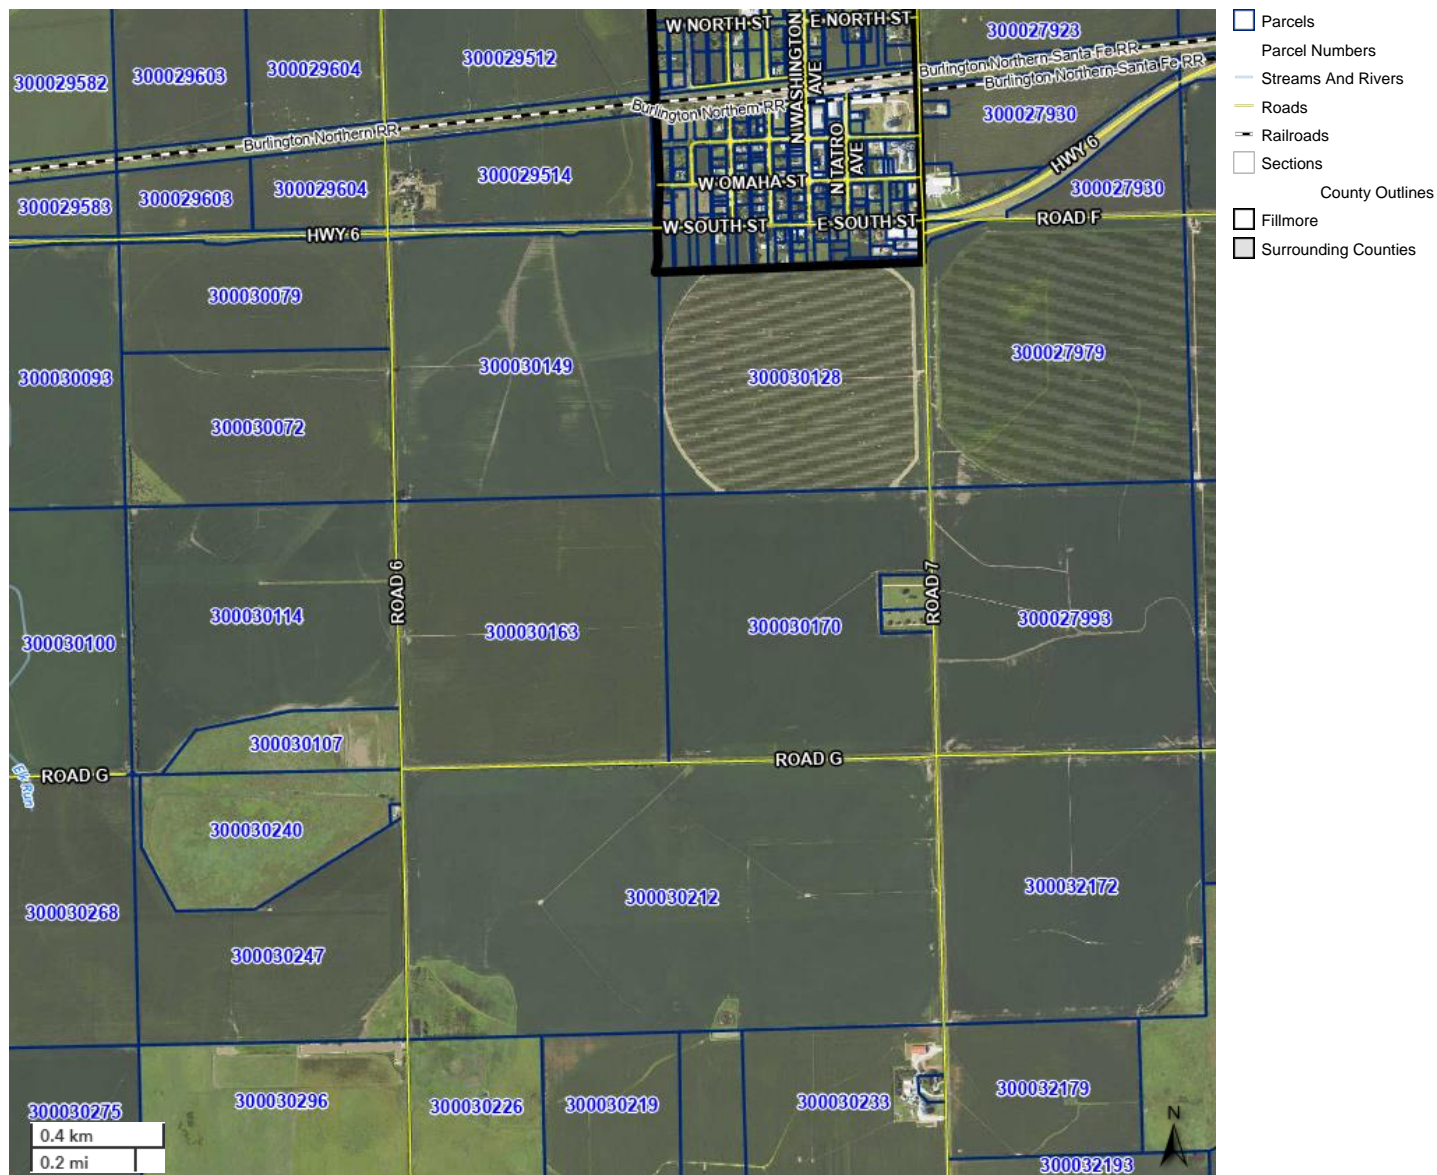 W NORTH ST
N WASHINGTON AVE
E NORTH ST
300029582
300029603
300029604
300029512
300027923
Burlington Northern-Santa Fe RR
Burlington Northern-Santa Fe RR
Burlington Northern RR
Burlington Northern RR
300027930
300029583
300029603
300029604
300029514
W OMAHA ST
N TATRO AVE
HWY 6
300027930
HWY 6
W SOUTH ST
E SOUTH ST
ROAD F
300030079
300030093
300030149
300030128
300027979
300030072
ROAD 6
ROAD 7
300030114
300030100
300030163
300030170
300027993
300030107
ROAD G
ROAD G
Elk Run
300030240
300030268
300030212
300032172
300030247
300030275
300030296
300030226
300030219
300030233
300032179
300032193
0.4 km
0.2 mi
N
Parcels
Parcel Numbers
Streams And Rivers
Roads
Railroads
Sections
County Outlines
Fillmore
Surrounding Counties